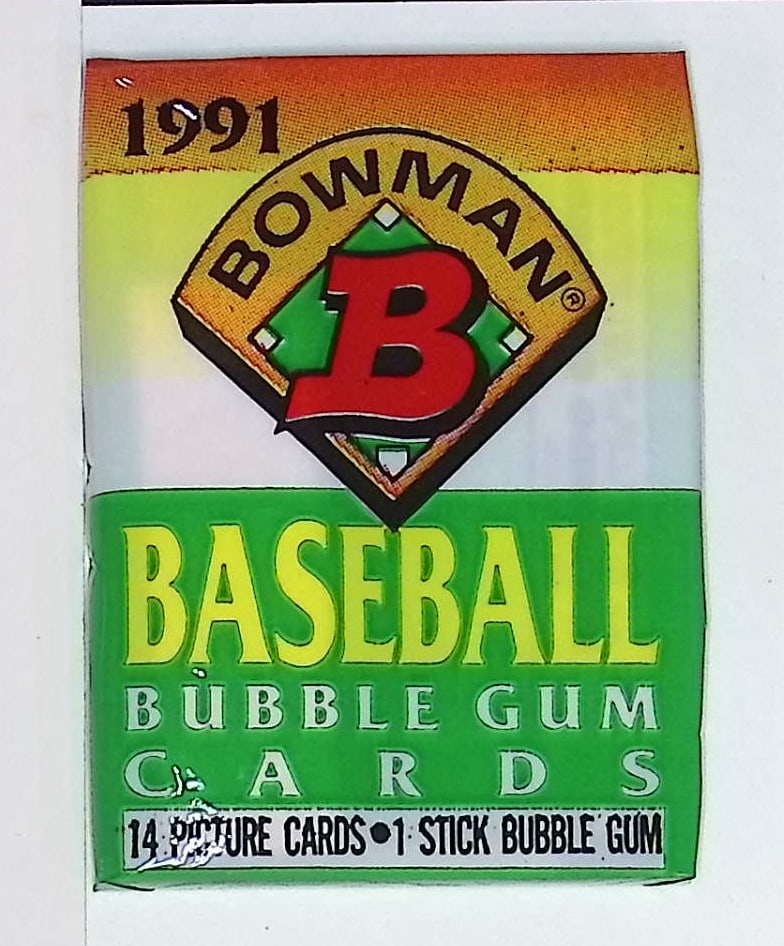 1991
BOWMAN®
B
BASEBALL
BUBBLE GUM
CARDS
14 PICTURE CARDS • 1 STICK BUBBLE GUM